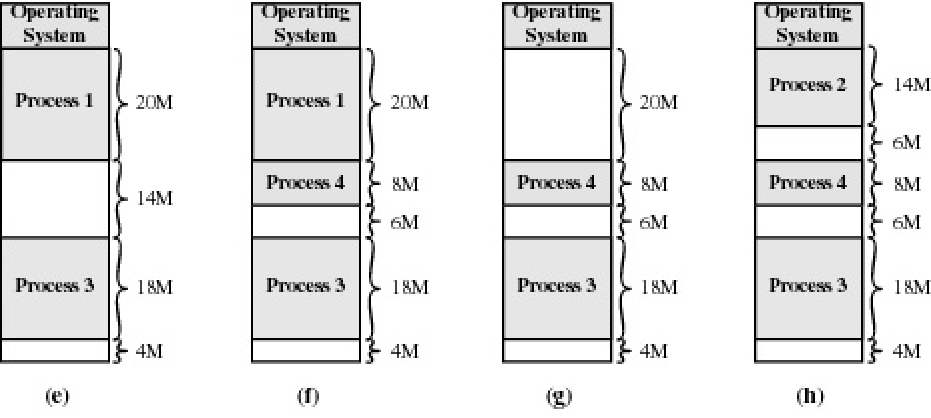 Operating
System
Process 1
20M
14M
Process 3
18M
4M
(e)
Operating
System
Process 1
20M
Process 4
8M
6M
Process 3
18M
4M
(f)
Operating
System
20M
Process 4
8M
6M
Process 3
18M
4M
(g)
Operating
System
Process 2
14M
6M
Process 4
8M
6M
Process 3
18M
4M
(h)